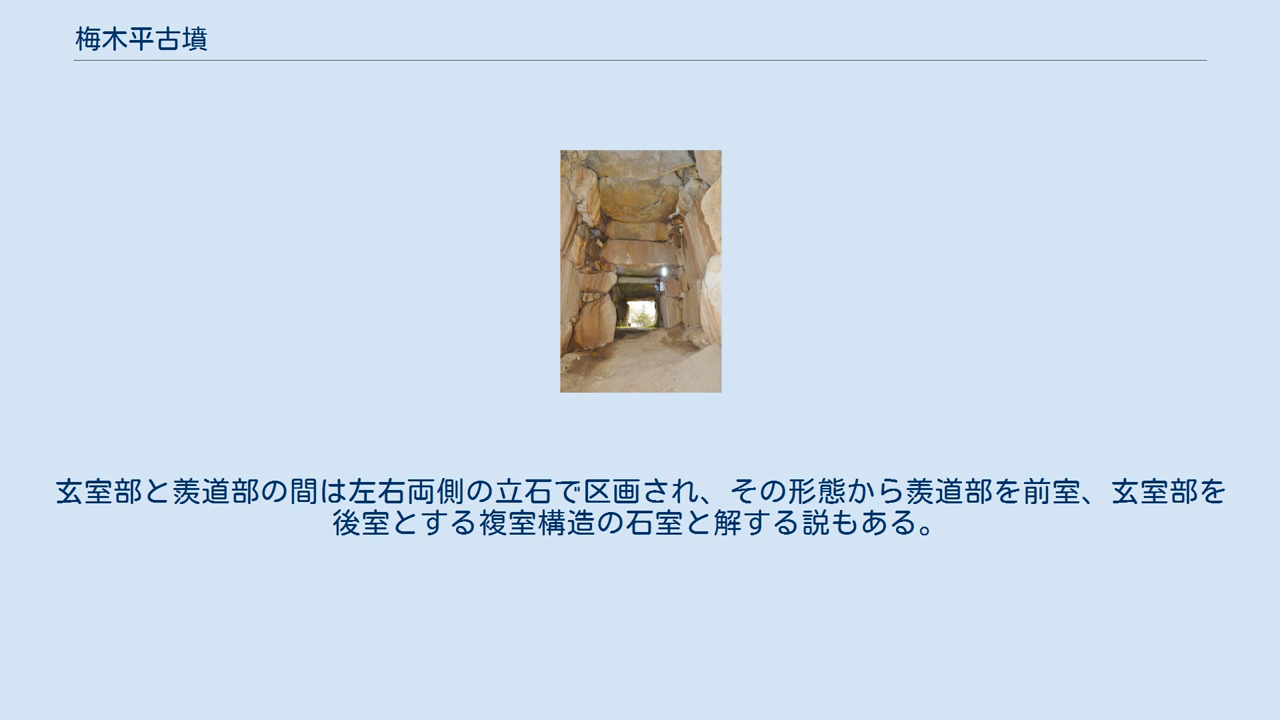 梅木平古墳
玄室部と羨道部の間は左右両側の立石で区画され、その形態から羨道部を前室、玄室部を
後室とする複室構造の石室と解する説もある。